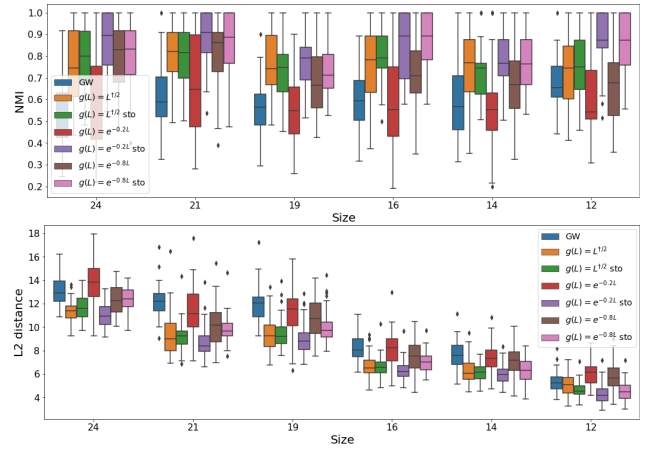 1.0
0.9
0.8
0.7
0.6
0.5
0.4
0.3
0.2
NMI
GW
g(L) = L^{1/2}
g(L) = L^{1/2} sto
g(L) = e^{-0.2L}
g(L) = e^{-0.2L} sto
g(L) = e^{-0.8L}
g(L) = e^{-0.8L} sto
24 21 19 16 14 12
Size
18
16
14
12
10
8
6
4
L2 distance
GW
g(L) = L^{1/2}
g(L) = L^{1/2} sto
g(L) = e^{-0.2L}
g(L) = e^{-0.2L} sto
g(L) = e^{-0.8L}
g(L) = e^{-0.8L} sto
24 21 19 16 14 12
Size